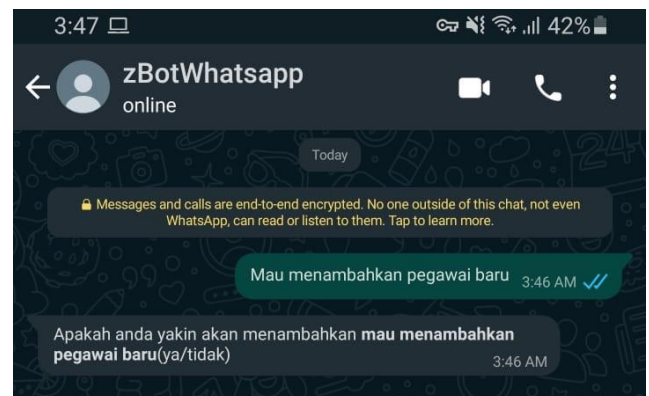 3:47 42%
zBotWhatsapp
online
Today
Messages and calls are end-to-end encrypted. No one outside of this chat, not even
WhatsApp, can read or listen to them. Tap to learn more.
Mau menambahkan pegawai baru 3:46 AM
Apakah anda yakin akan menambahkan mau menambahkan
pegawai baru(ya/tidak)
3:46 AM